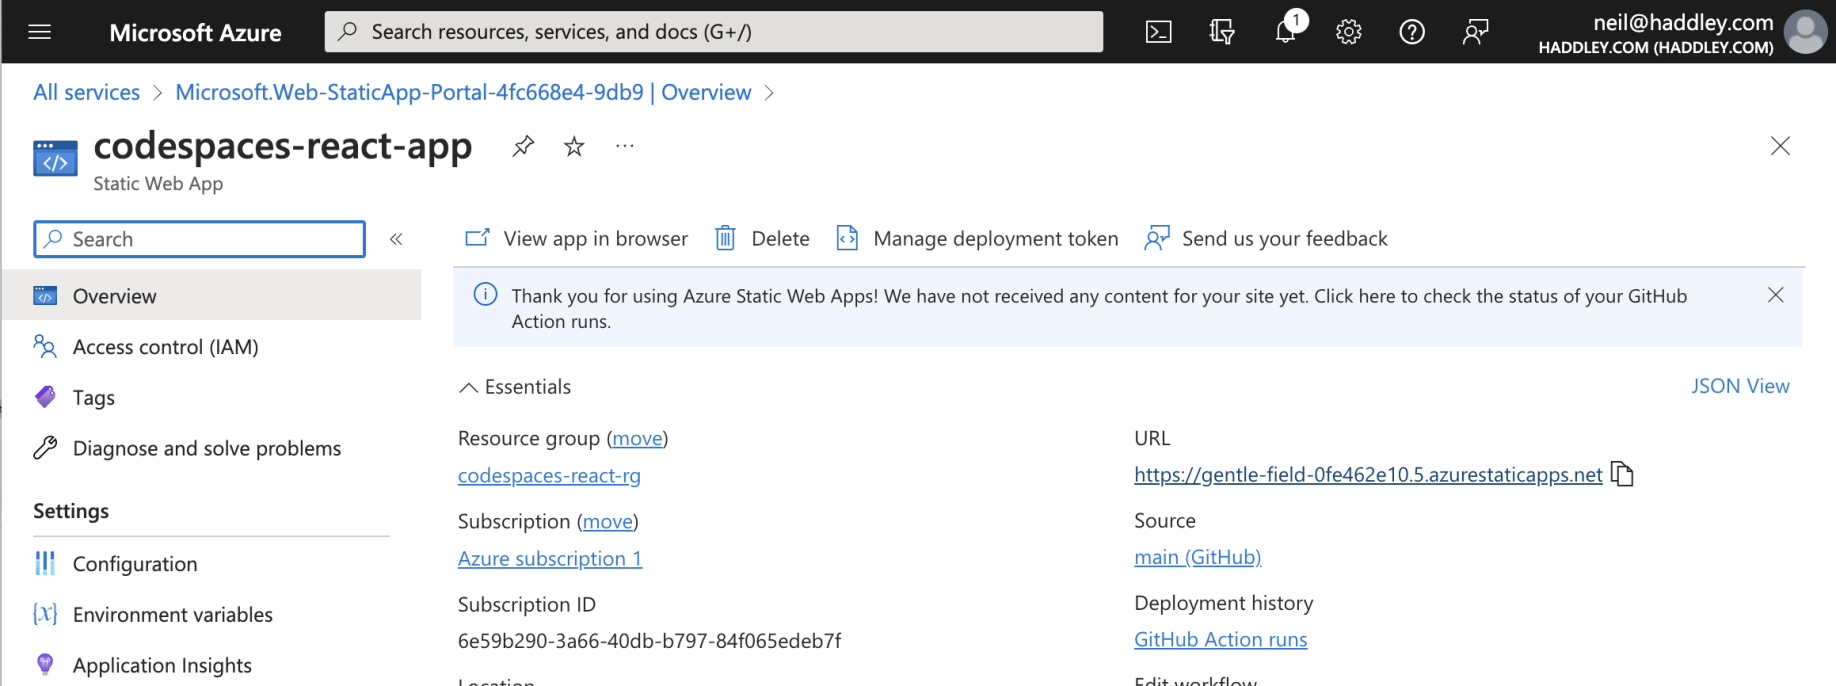 Microsoft Azure
Search resources, services, and docs (G+/)
1
neil@haddley.com
HADDLEY.COM (HADDLEY.COM)
All services > Microsoft.Web-StaticApp-Portal-4fc668e4-9db9 | Overview >
codespaces-react-app
Static Web App
Search
«
Overview
Access control (IAM)
Tags
Diagnose and solve problems
Settings
Configuration
Environment variables
Application Insights
View app in browser
Delete
Manage deployment token
Send us your feedback
Thank you for using Azure Static Web Apps! We have not received any content for your site yet. Click here to check the status of your GitHub
Action runs.
Essentials
JSON View
Resource group (move)
codespaces-react-rg
Subscription (move)
Azure subscription 1
Subscription ID
6e59b290-3a66-40db-b797-84f065edeb7f
Location
URL
https://gentle-field-0fe462e10.5.azurestaticapps.net
Source
main (GitHub)
Deployment history
GitHub Action runs
Edit workflow